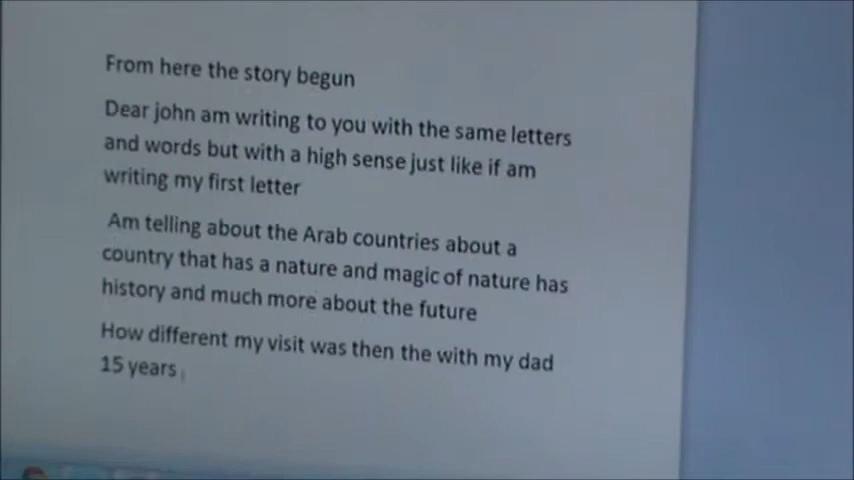 From here the story begun
Dear john am writing to you with the same letters
and words but with a high sense just like if am
writing my first letter
Am telling about the Arab countries about a
country that has a nature and magic of nature has
history and much more about the future
How different my visit was then the with my dad
15 years